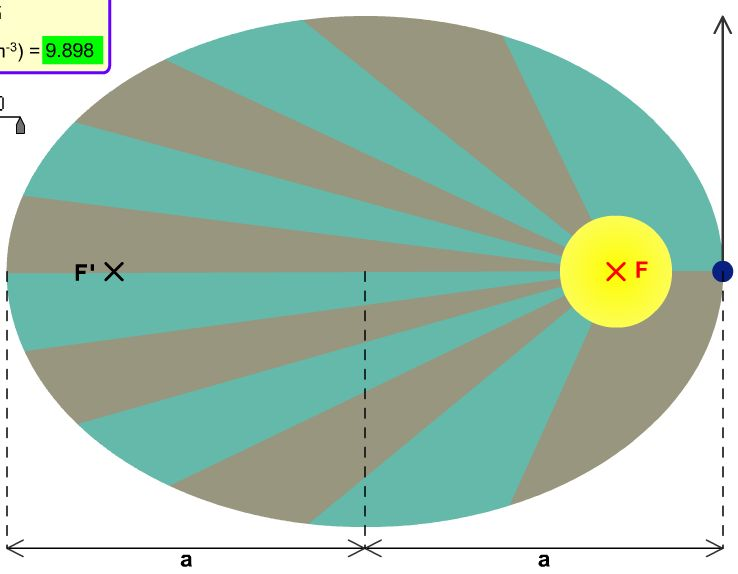 m⁻³) = 9.898
F'
F
a
a